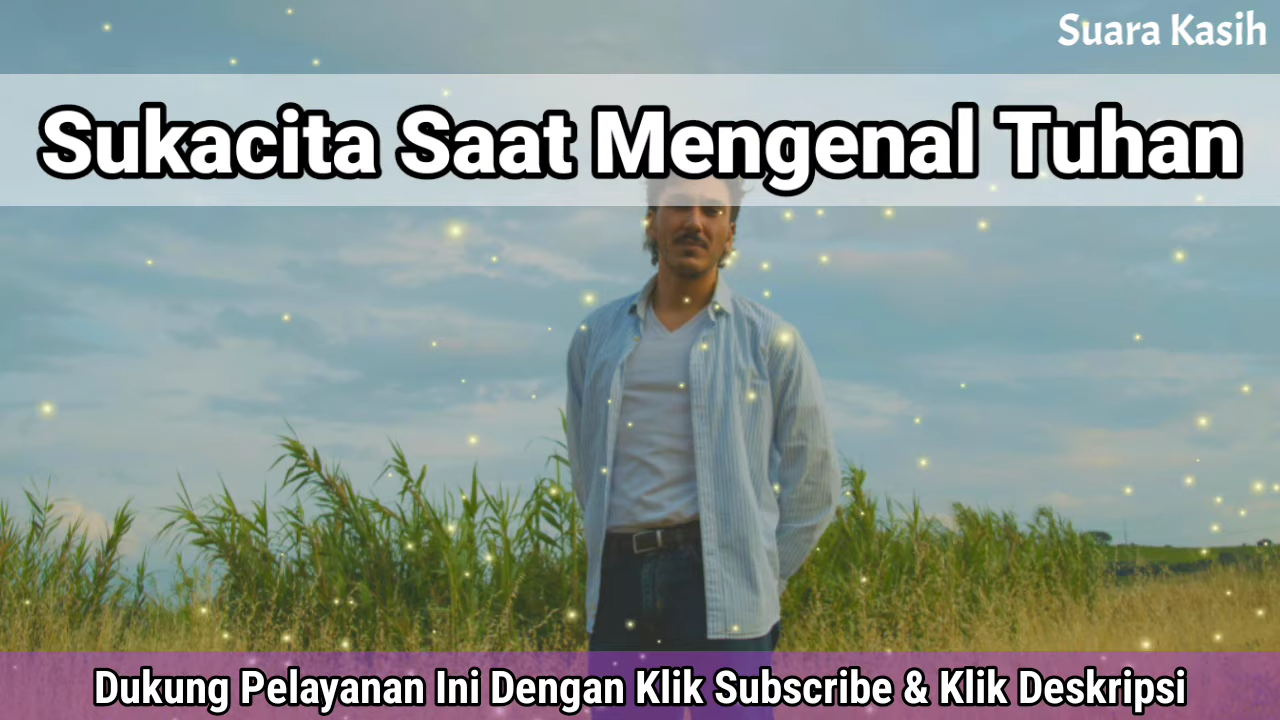 Suara Kasih
Sukacita Saat Mengenal Tuhan
Dukung Pelayanan Ini Dengan Klik Subscribe & Klik Deskripsi